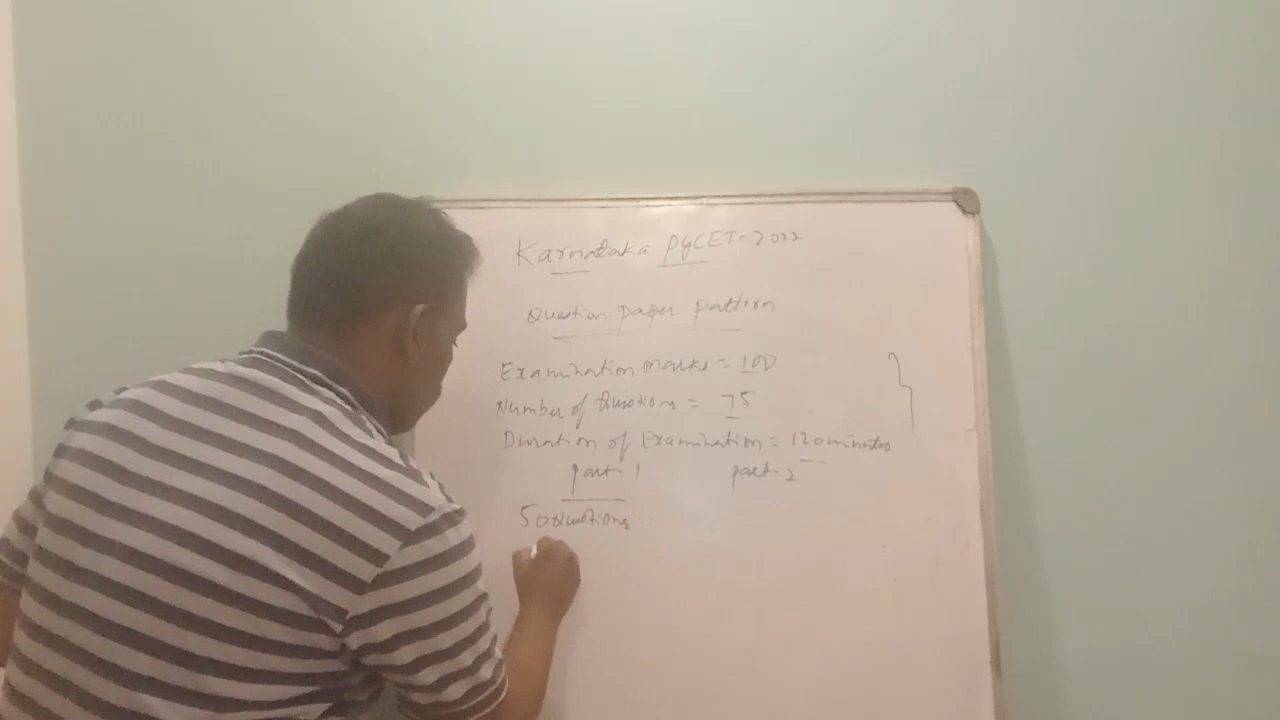 Karnataka PGCET-2022
Question paper pattern
Examination marks = 100
Number of Questions = 75
Duration of Examination = 120 minutes
part 1 part 2
50 Questions